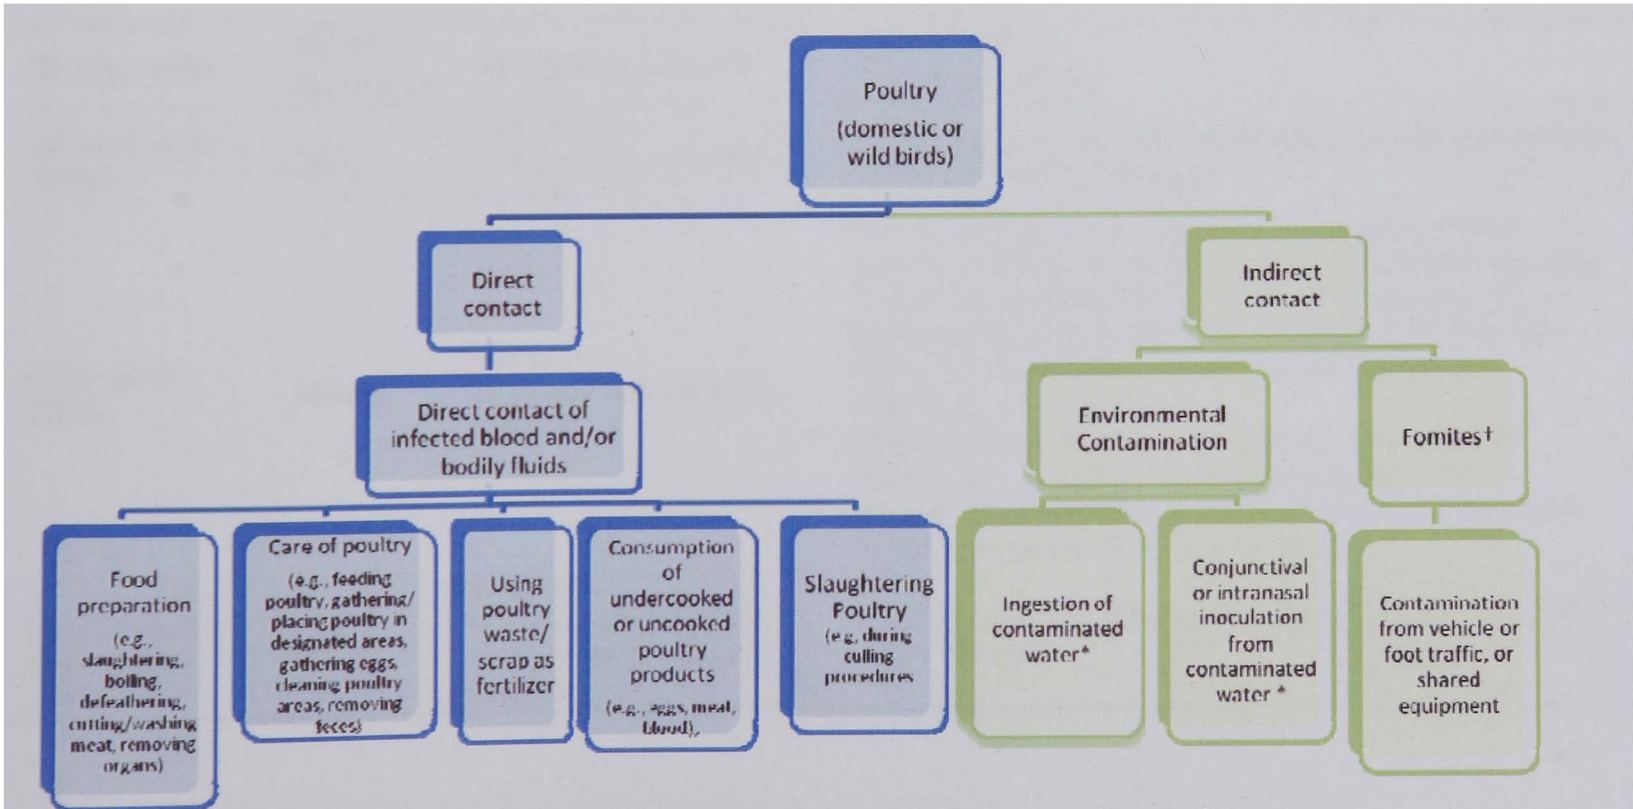 Poultry
(domestic or
wild birds)
Direct
contact
Indirect
contact
Direct contact of
infected blood and/or
bodily fluids
Environmental
Contamination
Fomites†
Food
preparation
(e.g.,
slaughtering,
boiling,
defeathering,
cutting/washing
meat, removing
organs)
Care of poultry
(e.g., feeding
poultry, gathering/
placing poultry in
designated areas,
gathering eggs,
cleaning poultry
areas, removing
feces)
Using
poultry
waste/
scrap as
fertilizer
Consumption
of
undercooked
or uncooked
poultry
products
(e.g., eggs, meat,
blood),
Slaughtering
Poultry
(e.g, during
culling
procedures
Ingestion of
contaminated
water*
Conjunctival
or intranasal
inoculation
from
contaminated
water *
Contamination
from vehicle or
foot traffic, or
shared
equipment